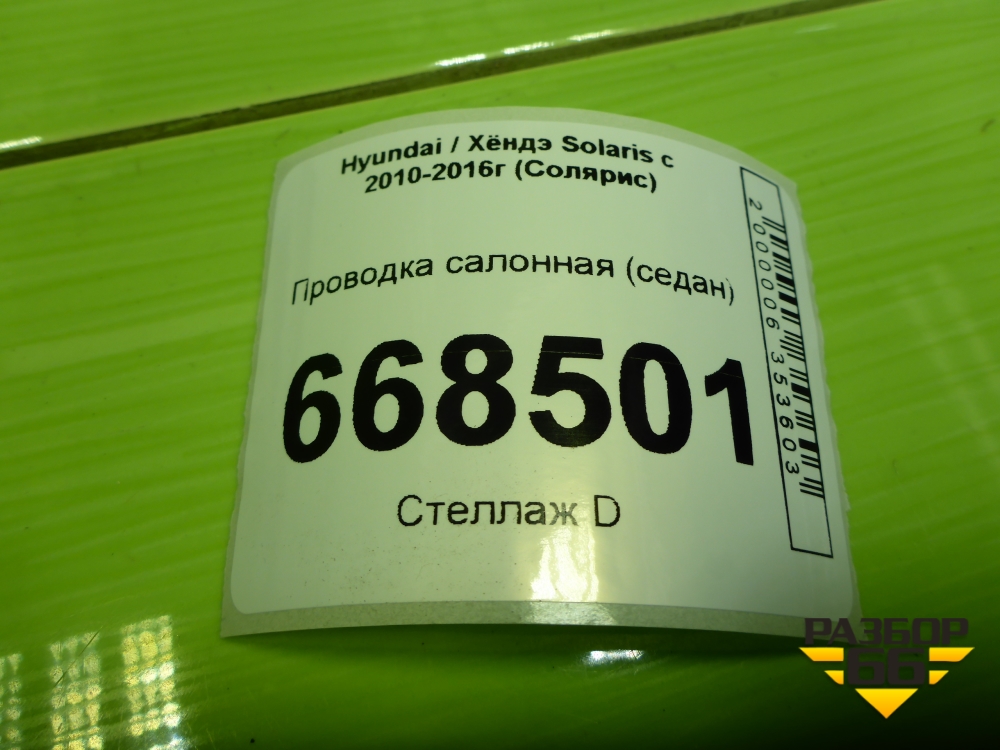 Hyundai / Хёндэ Solaris с
2010-2016г (Солярис)
Проводка салонная (седан)
668501
Стеллаж D
2000006353603
РАЗБОР
66